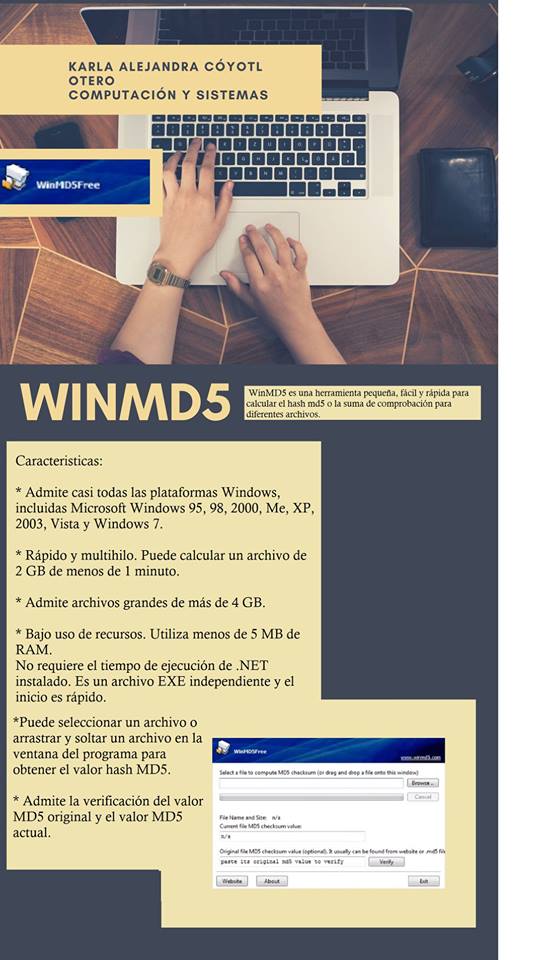 KARLA ALEJANDRA CÓYOTL
OTERO
COMPUTACIÓN Y SISTEMAS
WinMD5Free
WINMD5
WinMD5 es una herramienta pequeña, fácil y rápida para
calcular el hash md5 o la suma de comprobación para
diferentes archivos.
Caracteristicas:
* Admite casi todas las plataformas Windows,
incluidas Microsoft Windows 95, 98, 2000, Me, XP,
2003, Vista y Windows 7.
* Rápido y multihilo. Puede calcular un archivo de
2 GB de menos de 1 minuto.
* Admite archivos grandes de más de 4 GB.
* Bajo uso de recursos. Utiliza menos de 5 MB de
RAM.
No requiere el tiempo de ejecución de .NET
instalado. Es un archivo EXE independiente y el
inicio es rápido.
*Puede seleccionar un archivo o
arrastrar y soltar un archivo en la
ventana del programa para
obtener el valor hash MD5.
* Admite la verificación del valor
MD5 original y el valor MD5
actual.
WinMD5Free
www.winmd5.com
Select a file to compute MD5 checksum (or drag and drop a file onto this window)
Browse...
Cancel
File Name and Size: n/a
Current file MD5 checksum value:
n/a
Original file MD5 checksum value (optional). It usually can be found from website or .md5 file
paste its original md5 value to verify
Verify
Website
About
Exit